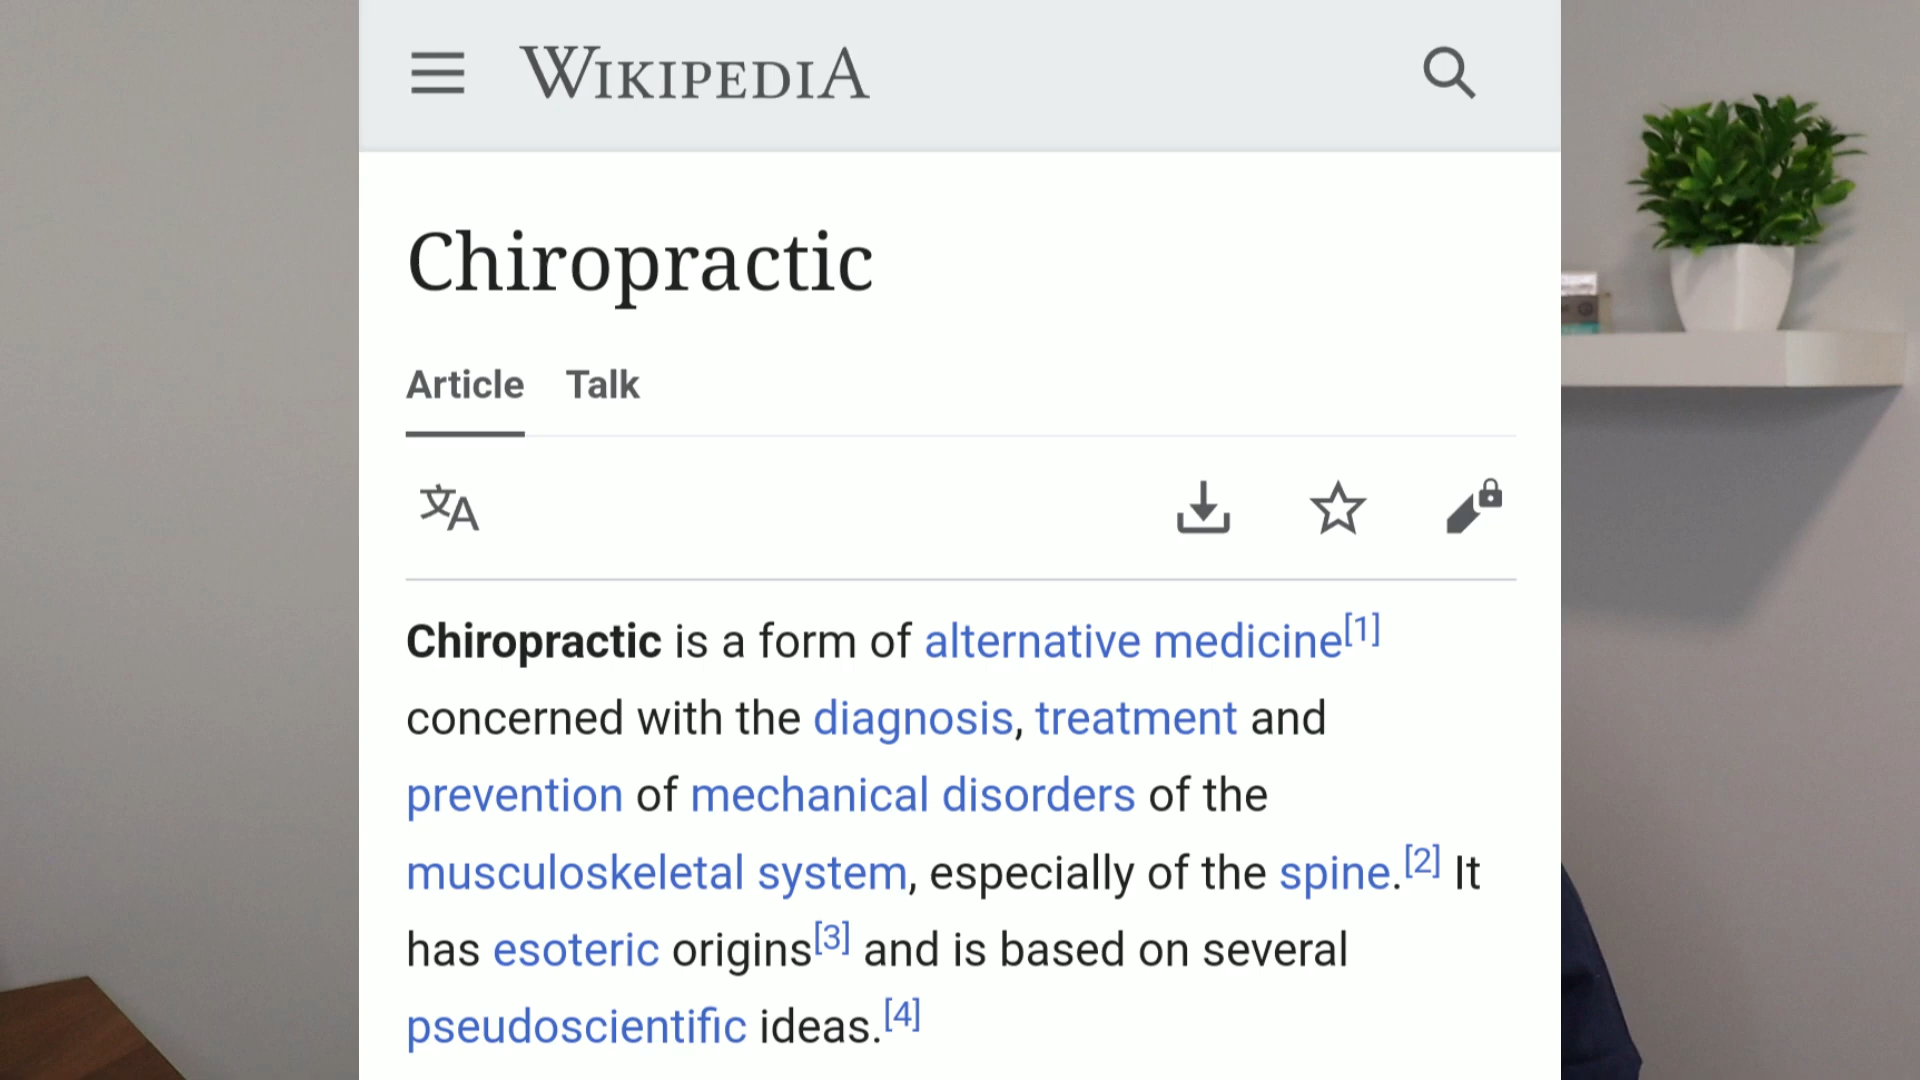 WIKIPEDIA
Chiropractic
Article Talk
Chiropractic is a form of alternative medicine[1]
concerned with the diagnosis, treatment and
prevention of mechanical disorders of the
musculoskeletal system, especially of the spine.[2] It
has esoteric origins[3] and is based on several
pseudoscientific ideas.[4]